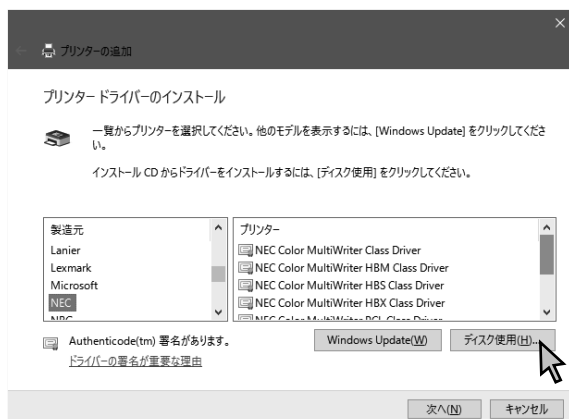 プリンターの追加
プリンター ドライバーのインストール
一覧からプリンターを選択してください。他のモデルを表示するには、[Windows Update] をクリックしてくださ
い。
インストール CD からドライバーをインストールするには、[ディスク使用] をクリックしてください。
製造元
Lanier
Lexmark
Microsoft
NEC
NRG
プリンター
NEC Color MultiWriter Class Driver
NEC Color MultiWriter HBM Class Driver
NEC Color MultiWriter HBS Class Driver
NEC Color MultiWriter HBX Class Driver
NEC Color MultiWriter PCL Class Driver
Authenticode(tm) 署名があります。
ドライバーの署名が重要な理由
Windows Update(W)
ディスク使用(H)...
次へ(N)
キャンセル